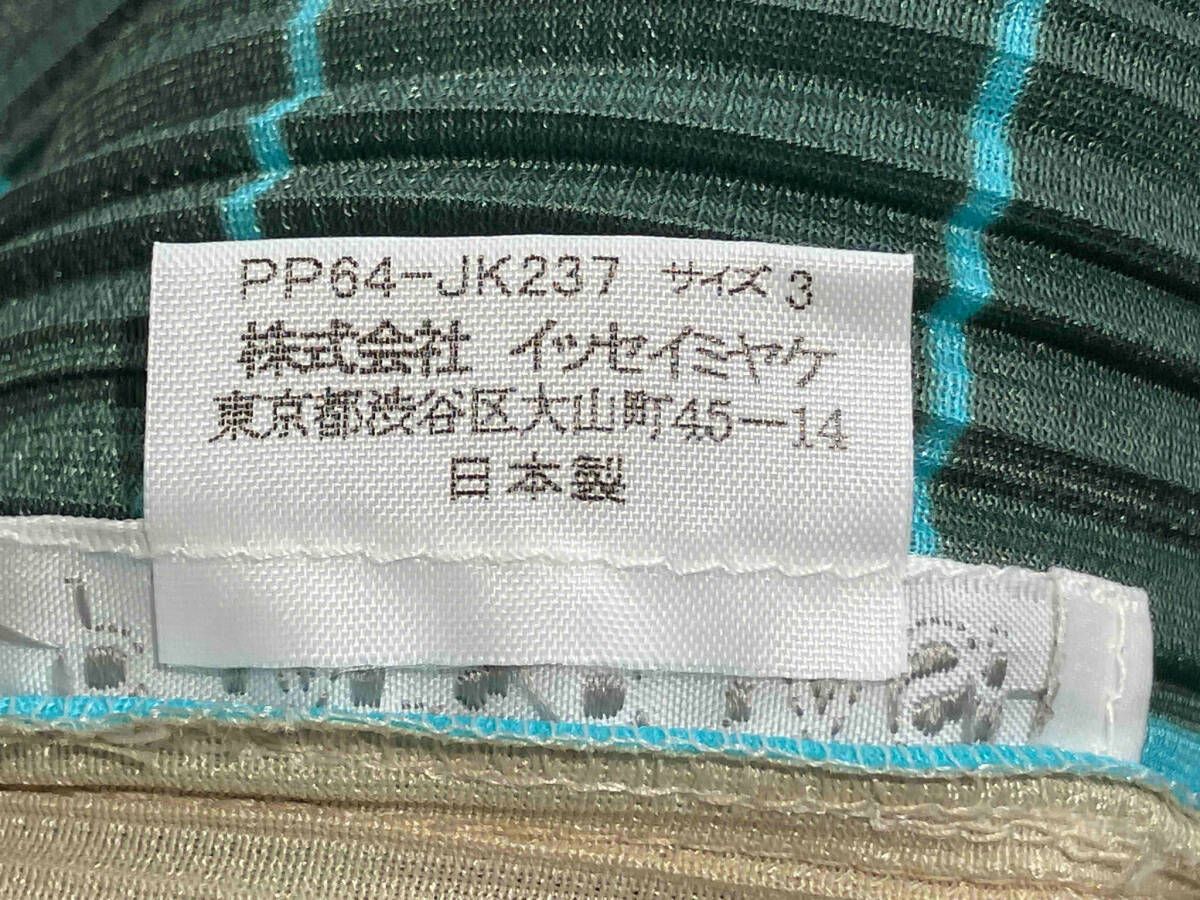 PP64-JK237 サイズ 3
株式会社 イッセイミヤケ
東京都渋谷区大山町45-14
日本製